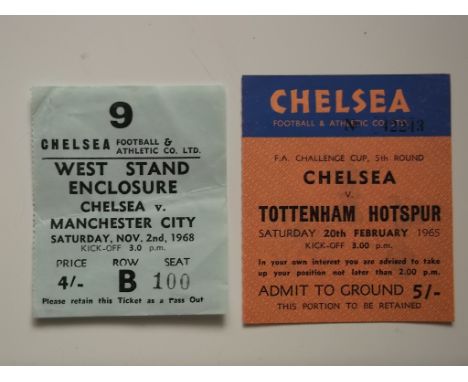 9
CHELSEA FOOTBALL & ATHLETIC CO. LTD.
WEST STAND
ENCLOSURE
CHELSEA v.
MANCHESTER CITY
SATURDAY, NOV. 2nd, 1968
KICK-OFF 3.0 p.m.
PRICE ROW SEAT
4/- B 100
Please retain this Ticket as a Pass Out
CHELSEA
FOOTBALL & ATHLETIC CO. LTD.
Nº 12243
F.A. CHALLENGE CUP, 5th ROUND
CHELSEA
v.
TOTTENHAM HOTSPUR
SATURDAY 20th FEBRUARY 1965
KICK-OFF 3.00 p.m.
In your own interest you are advised to take
up your position not later than 2.00 p.m.
ADMIT TO GROUND 5/-
THIS PORTION TO BE RETAINED